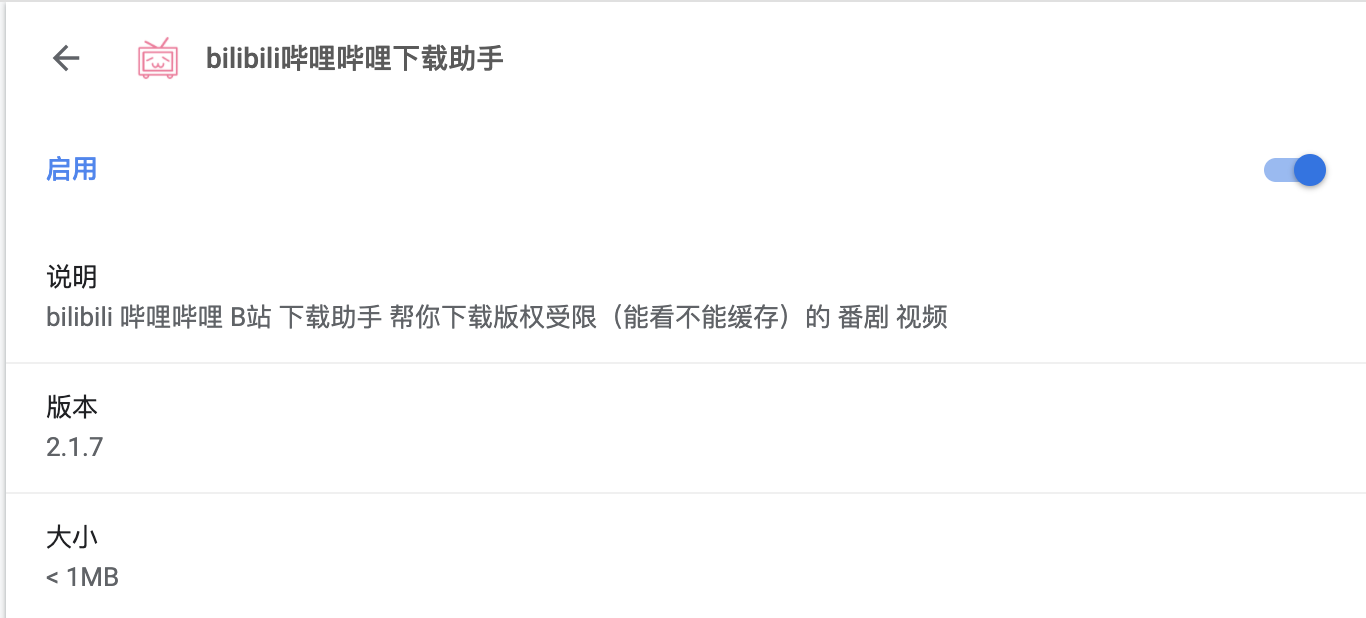 bilibili哔哩哔哩下载助手
启用
说明
bilibili 哔哩哔哩 B站 下载助手 帮你下载版权受限（能看不能缓存）的 番剧 视频
版本
2.1.7
大小
< 1MB